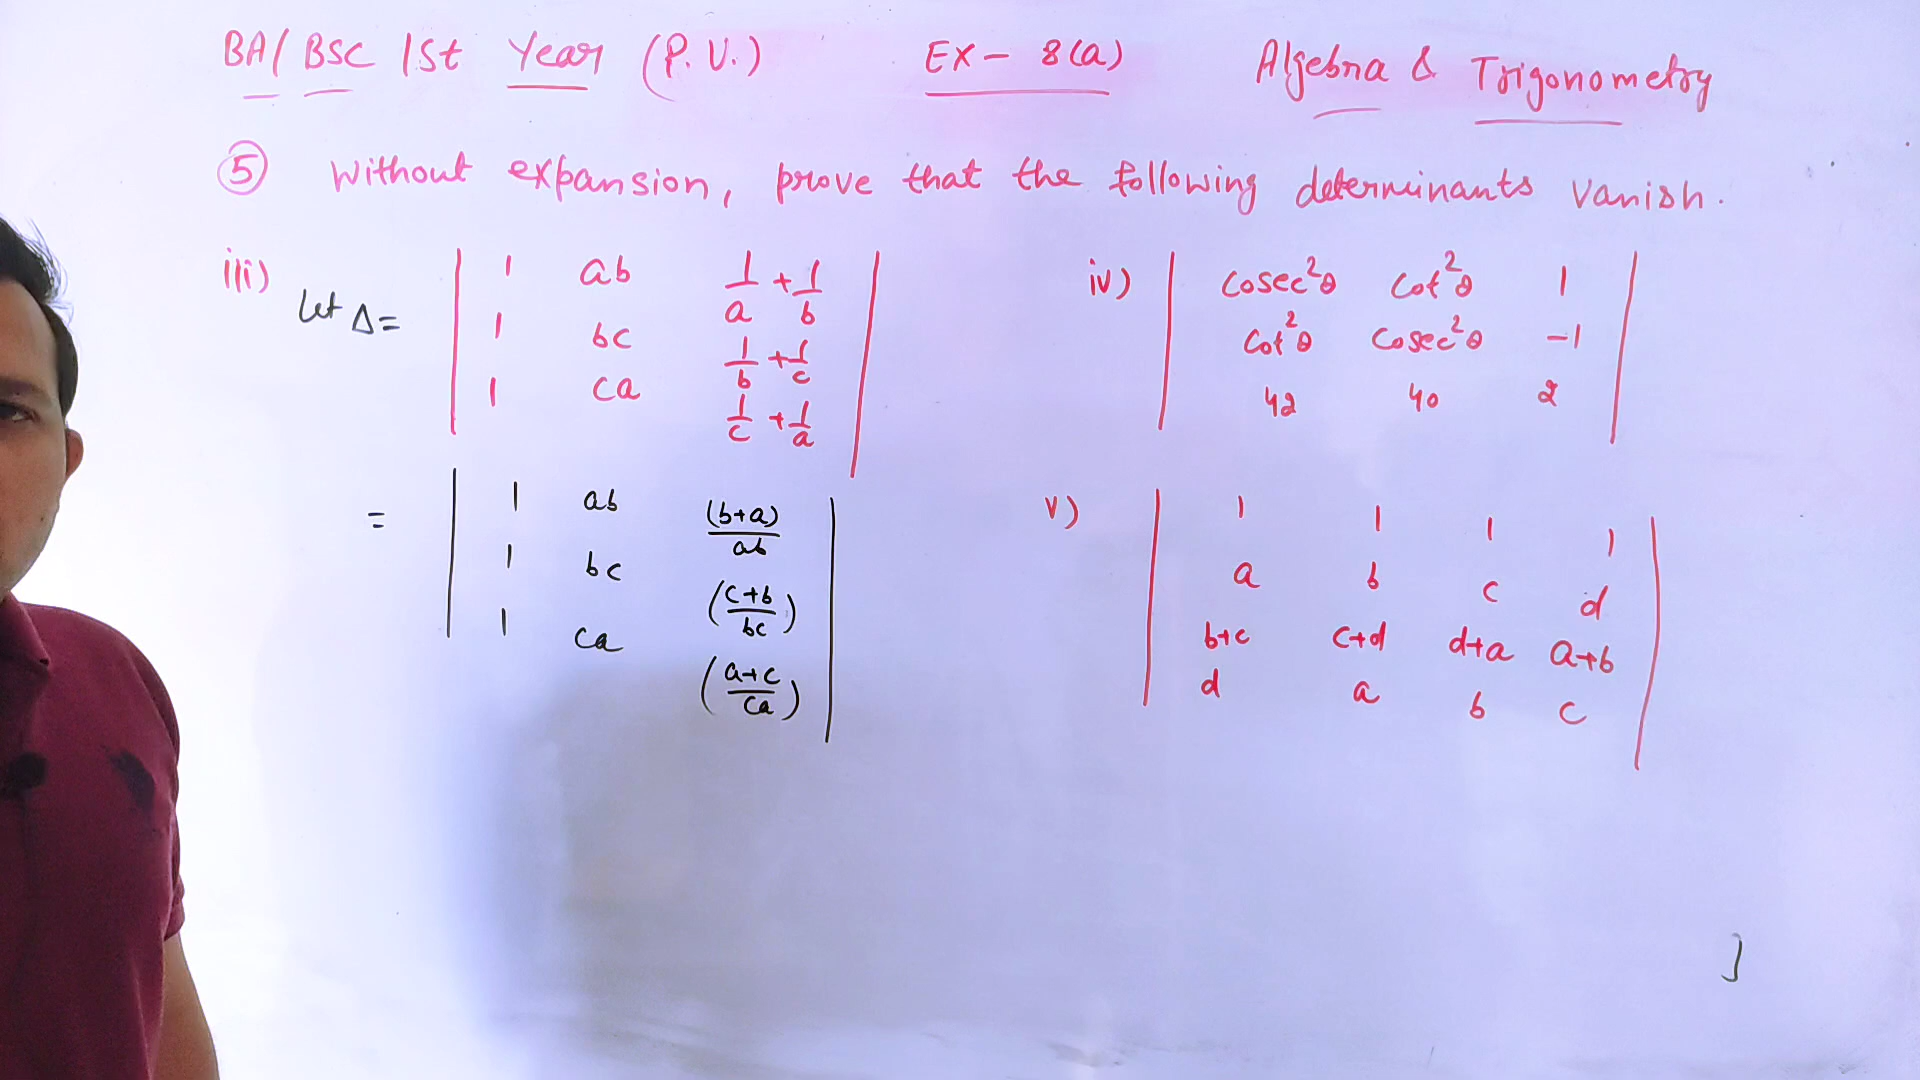 BA/ BSC 1St Year (P.U.) EX- 8(a) Algebra & Trigonometry
⑤ Without expansion, prove that the following determinants vanish.
iii) Let Δ= | 1 ab 1/a + 1/b |
| 1 bc 1/b + 1/c |
| 1 ca 1/c + 1/a |
iv) | cosec²θ cot²θ 1 |
| cot²θ cosec²θ -1 |
| 42 40 2 |
= | 1 ab (b+a)/ab |
| 1 bc ((c+b)/bc) |
| 1 ca ((a+c)/ca) |
v) | 1 1 1 1 |
| a b c d |
| b+c c+d d+a a+b |
| d a b c |